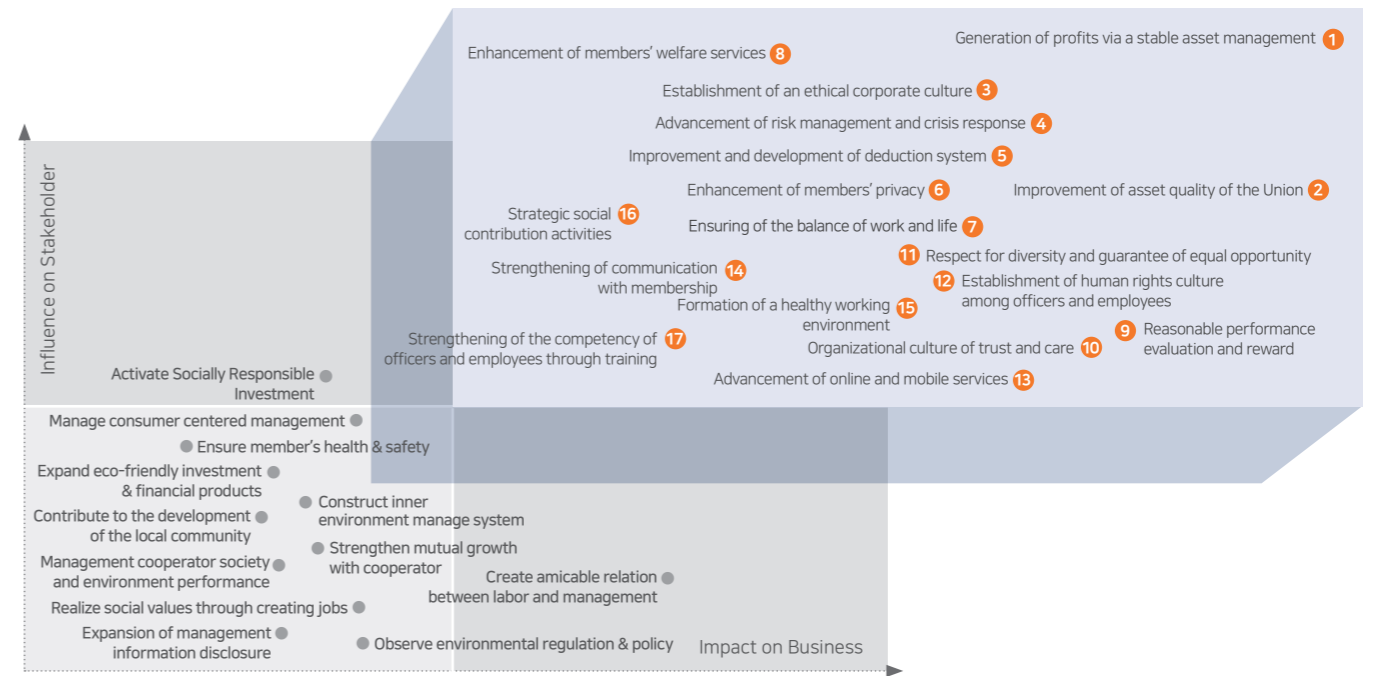 Generation of profits via a stable asset management 1
Enhancement of members' welfare services 8
Establishment of an ethical corporate culture 3
Advancement of risk management and crisis response 4
Improvement and development of deduction system 5
Enhancement of members' privacy 6
Improvement of asset quality of the Union 2
Strategic social 16
contribution activities
Ensuring of the balance of work and life 7
11 Respect for diversity and guarantee of equal opportunity
Strengthening of communication 14
with membership
12 Establishment of human rights culture
among officers and employees
Formation of a healthy working 15
environment
9 Reasonable performance
evaluation and reward
Strengthening of the competency of 17
officers and employees through training
Organizational culture of trust and care 10
Advancement of online and mobile services 13
Influence on Stakeholder
Activate Socially Responsible
Investment
Manage consumer centered management
Ensure member's health & safety
Expand eco-friendly investment
& financial products
Construct inner
environment manage system
Contribute to the development
of the local community
Strengthen mutual growth
with cooperator
Management cooperator society
and environment performance
Create amicable relation
between labor and management
Realize social values through creating jobs
Expansion of management
information disclosure
Observe environmental regulation & policy
Impact on Business